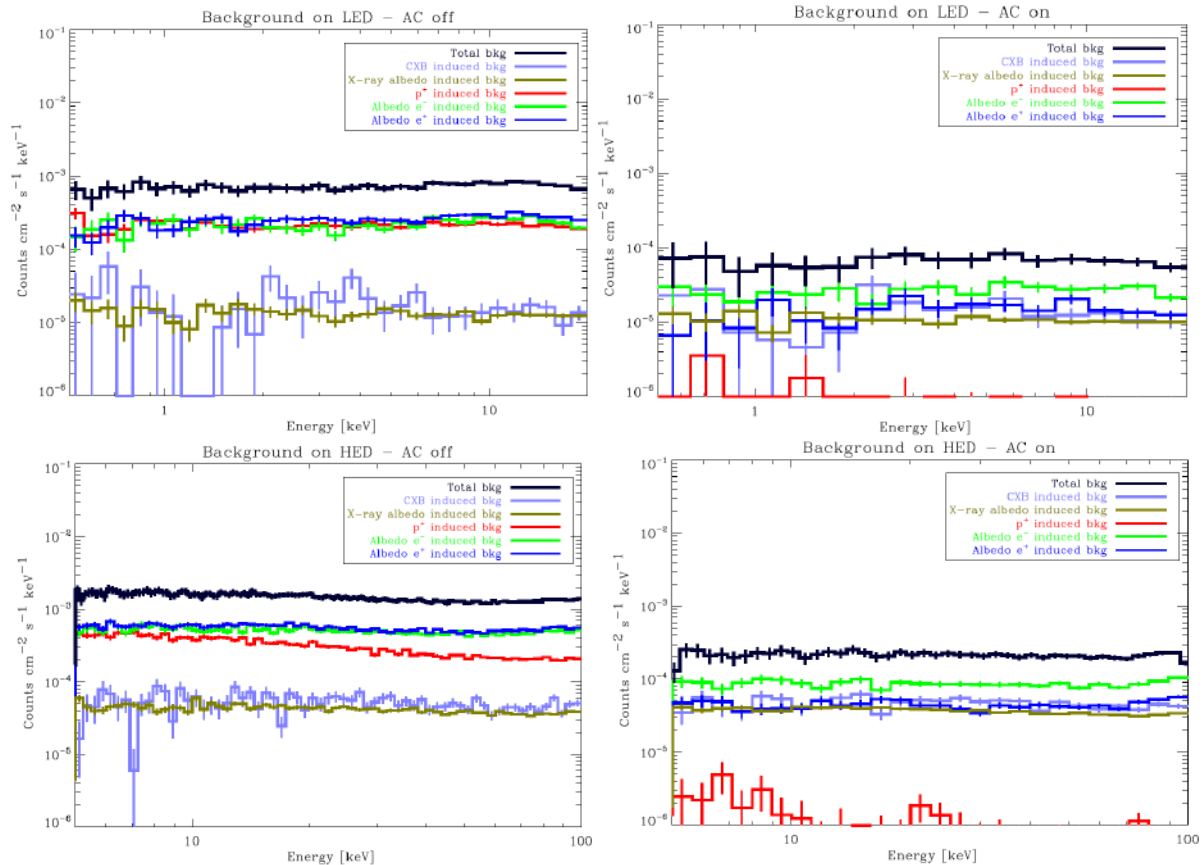 Background on LED - AC off
10⁻¹
10⁻²
10⁻³
10⁻⁴
10⁻⁵
10⁻⁶
Counts cm⁻² s⁻¹ keV⁻¹
Total bkg
CXB induced bkg
X-ray albedo induced bkg
p⁺ induced bkg
Albedo e⁻ induced bkg
Albedo e⁺ induced bkg
1
10
Energy [keV]
Background on LED - AC on
10⁻¹
10⁻²
10⁻³
10⁻⁴
10⁻⁵
10⁻⁶
Counts cm⁻² s⁻¹ keV⁻¹
Total bkg
CXB induced bkg
X-ray albedo induced bkg
p⁺ induced bkg
Albedo e⁻ induced bkg
Albedo e⁺ induced bkg
1
10
Energy [keV]
Background on HED - AC off
10⁻¹
10⁻²
10⁻³
10⁻⁴
10⁻⁵
10⁻⁶
Counts cm⁻² s⁻¹ keV⁻¹
Total bkg
CXB induced bkg
X-ray albedo induced bkg
p⁺ induced bkg
Albedo e⁻ induced bkg
Albedo e⁺ induced bkg
10
100
Energy [keV]
Background on HED - AC on
10⁻¹
10⁻²
10⁻³
10⁻⁴
10⁻⁵
10⁻⁶
Counts cm⁻² s⁻¹ keV⁻¹
Total bkg
CXB induced bkg
X-ray albedo induced bkg
p⁺ induced bkg
Albedo e⁻ induced bkg
Albedo e⁺ induced bkg
10
100
Energy [keV]